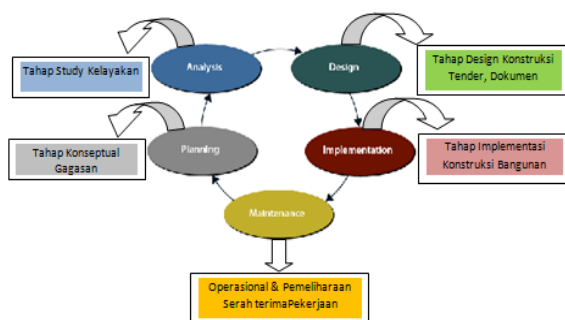 Analysis
Design
Tahap Study Kelayakan
Tahap Design Konstruksi
Tender, Dokumen
Planning
Implementation
Tahap Konseptual
Gagasan
Tahap Implementasi
Konstruksi Bangunan
Maintenance
Operasional & Pemeliharaan
Serah terimaPekerjaan